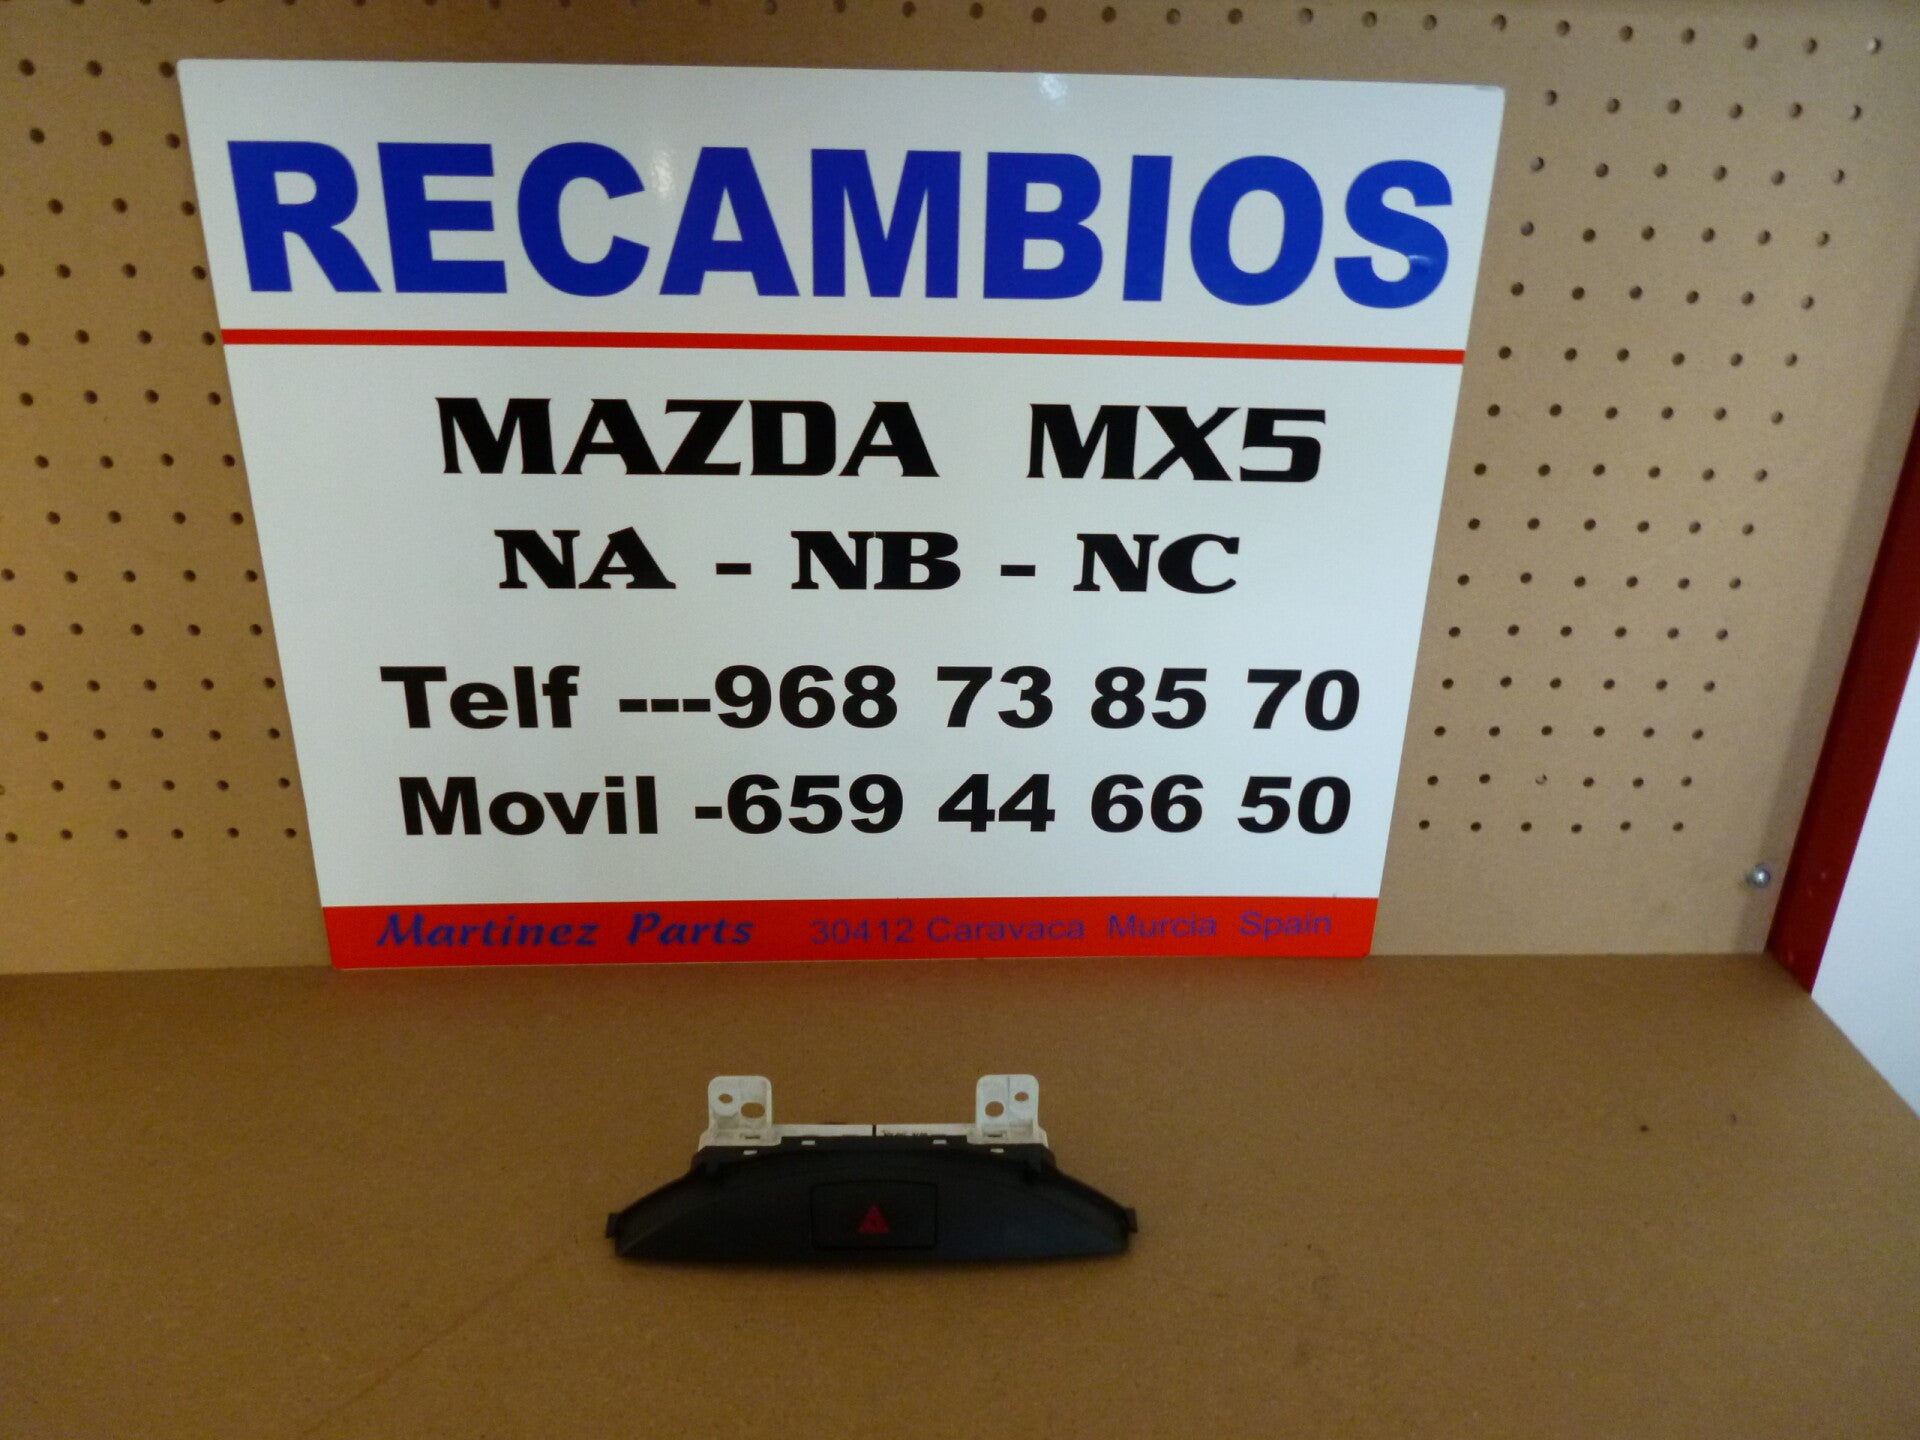 RECAMBIOS
MAZDA MX5
NA - NB - NC
Telf ---968 73 85 70
Movil -659 44 66 50
Martinez Parts 30412 Caravaca Murcia Spain